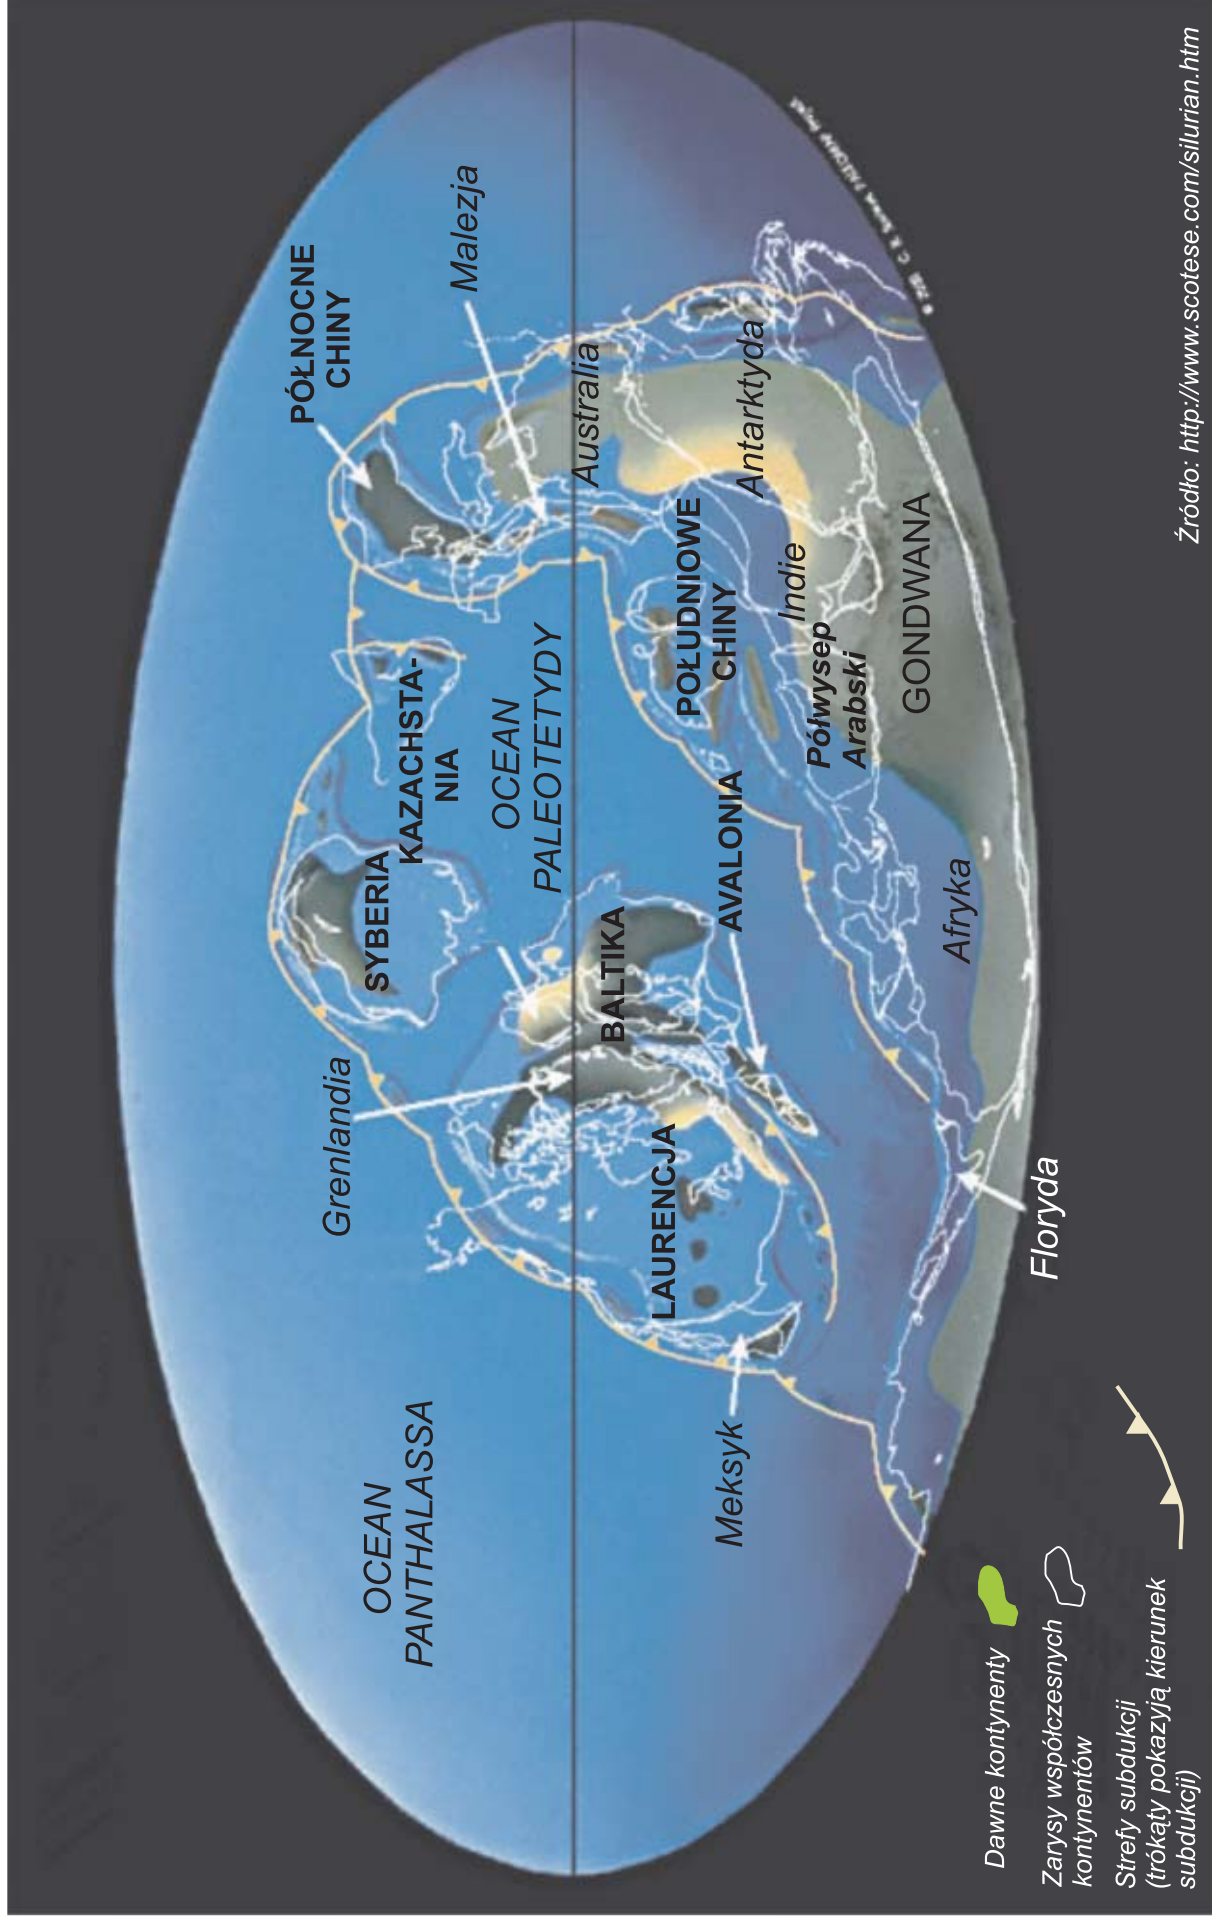 PÓŁNOCNE
CHINY
Malezja
Australia
Antarktyda
SYBERIA
KAZACHSTA-
NIA
OCEAN
PALEOTETYDY
POŁUDNIOWE
CHINY
Indie
Półwysep
Arabski
GONDWANA
Grenlandia
BALTIKA
AVALONIA
Afryka
LAURENCJA
Floryda
OCEAN
PANTHALASSA
Meksyk
Dawne kontynenty
Zarysy współczesnych
kontynentów
Strefy subdukcji
(trókąty pokazyją kierunek
subdukcji)
Źródło: http://www.scotese.com/silurian.htm